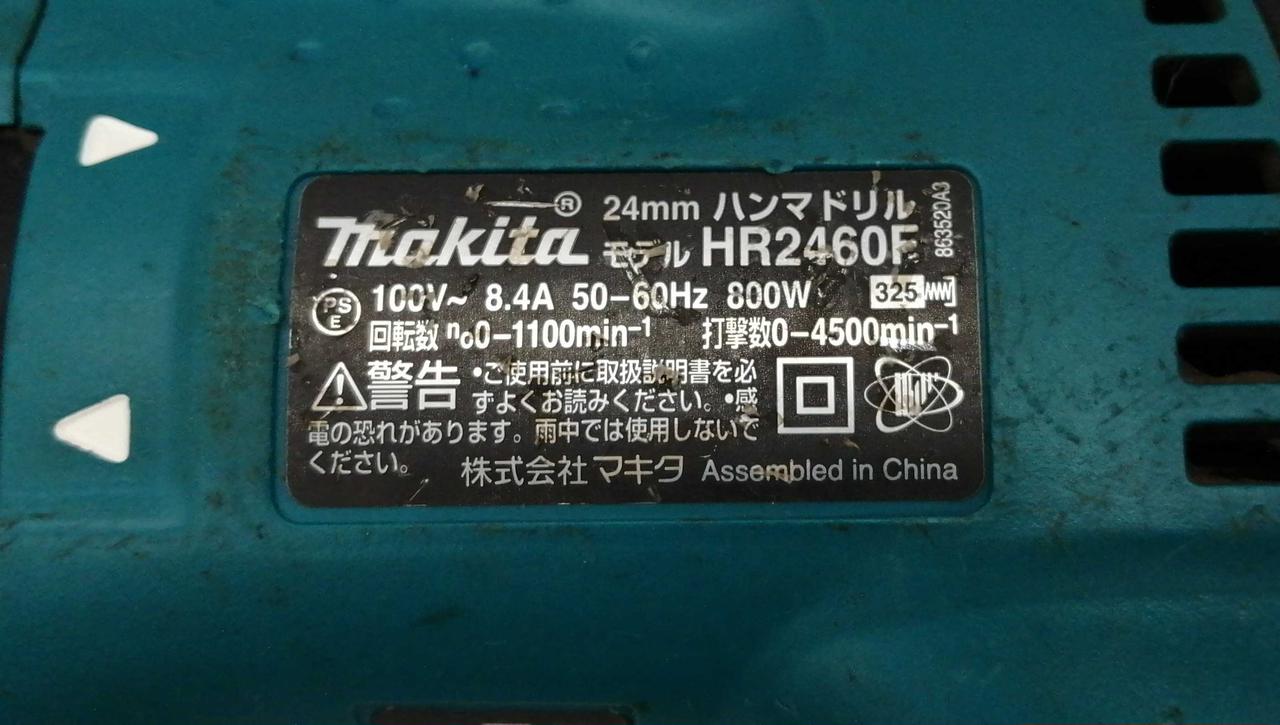 makita® 24mm ハンマドリル
モデル HR2460F
863520A3
PS E 100V~ 8.4A 50-60Hz 800W 325
回転数 n₀0-1100min⁻¹ 打撃数0-4500min⁻¹
⚠警告 •ご使用前に取扱説明書を必
ずよくお読みください。•感
電の恐れがあります。雨中では使用しないで
ください。
株式会社 マキタ Assembled in China